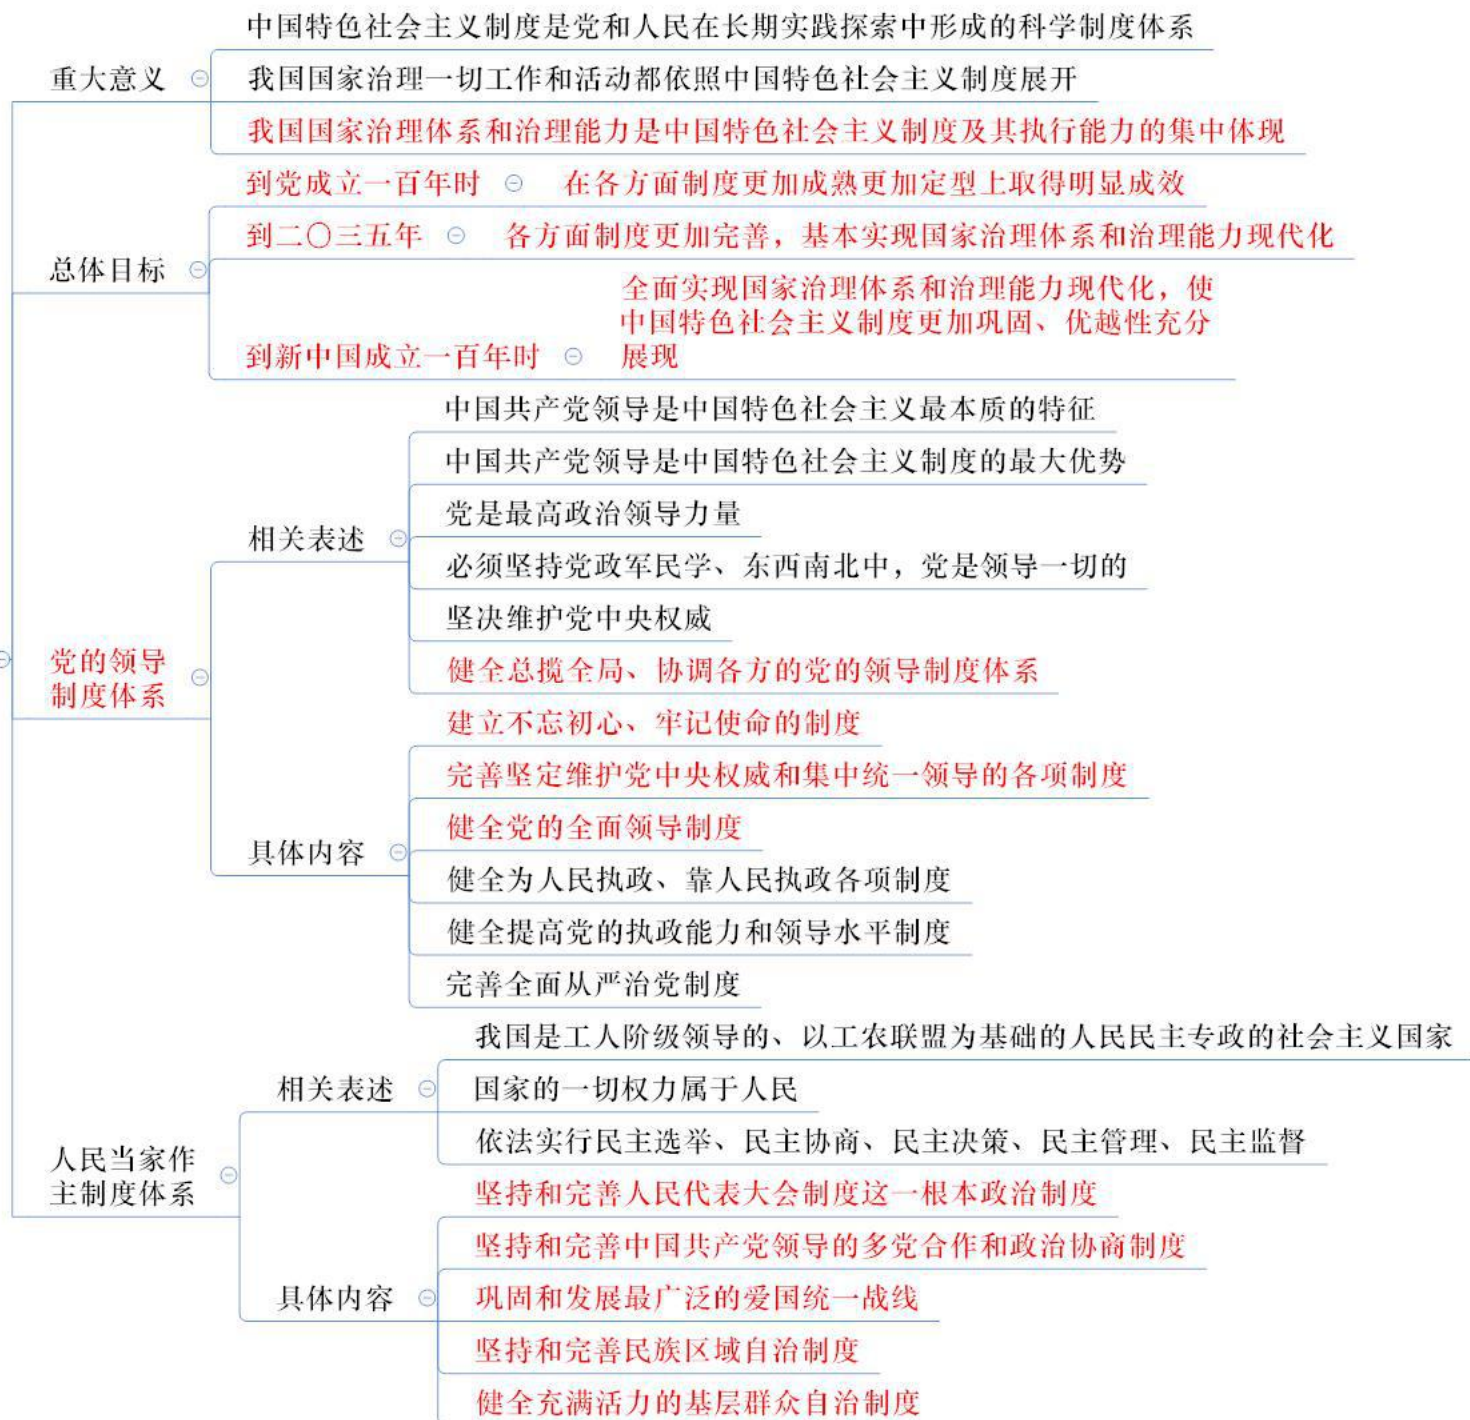 中国特色社会主义制度是党和人民在长期实践探索中形成的科学制度体系
重大意义
我国国家治理一切工作和活动都依照中国特色社会主义制度展开
我国国家治理体系和治理能力是中国特色社会主义制度及其执行能力的集中体现
到党成立一百年时
在各方面制度更加成熟更加定型上取得明显成效
到二〇三五年
各方面制度更加完善，基本实现国家治理体系和治理能力现代化
总体目标
全面实现国家治理体系和治理能力现代化，使
中国特色社会主义制度更加巩固、优越性充分
展现
到新中国成立一百年时
中国共产党领导是中国特色社会主义最本质的特征
中国共产党领导是中国特色社会主义制度的最大优势
党是最高政治领导力量
相关表述
必须坚持党政军民学、东西南北中，党是领导一切的
坚决维护党中央权威
健全总揽全局、协调各方的党的领导制度体系
党的领导
制度体系
建立不忘初心、牢记使命的制度
完善坚定维护党中央权威和集中统一领导的各项制度
健全党的全面领导制度
具体内容
健全为人民执政、靠人民执政各项制度
健全提高党的执政能力和领导水平制度
完善全面从严治党制度
我国是工人阶级领导的、以工农联盟为基础的人民民主专政的社会主义国家
相关表述
国家的一切权力属于人民
依法实行民主选举、民主协商、民主决策、民主管理、民主监督
人民当家作
主制度体系
坚持和完善人民代表大会制度这一根本政治制度
坚持和完善中国共产党领导的多党合作和政治协商制度
具体内容
巩固和发展最广泛的爱国统一战线
坚持和完善民族区域自治制度
健全充满活力的基层群众自治制度